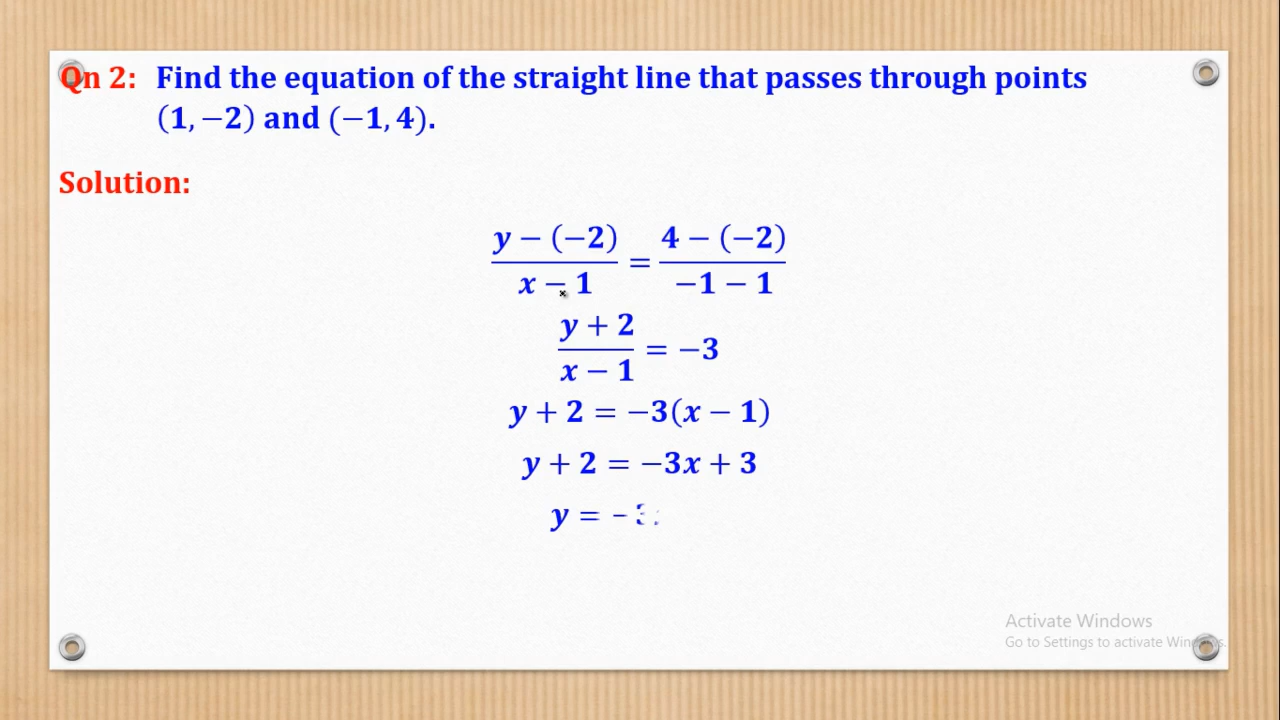 Qn 2: Find the equation of the straight line that passes through points
(1, −2) and (−1, 4).
Solution:
y − (−2) / x − 1 = 4 − (−2) / −1 − 1
y + 2 / x − 1 = −3
y + 2 = −3(x − 1)
y + 2 = −3x + 3
y = −
Activate Windows
Go to Settings to activate Windows.